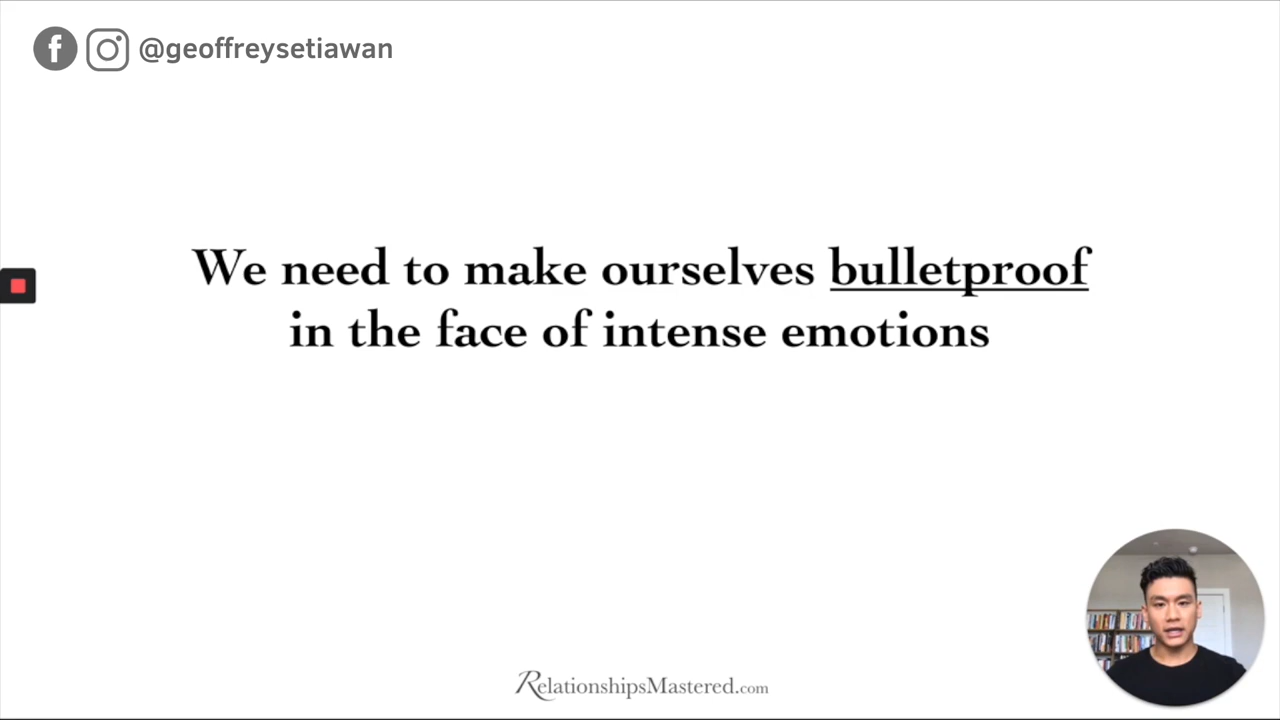 @geoffreysetiawan
We need to make ourselves bulletproof
in the face of intense emotions
RelationshipsMastered.com